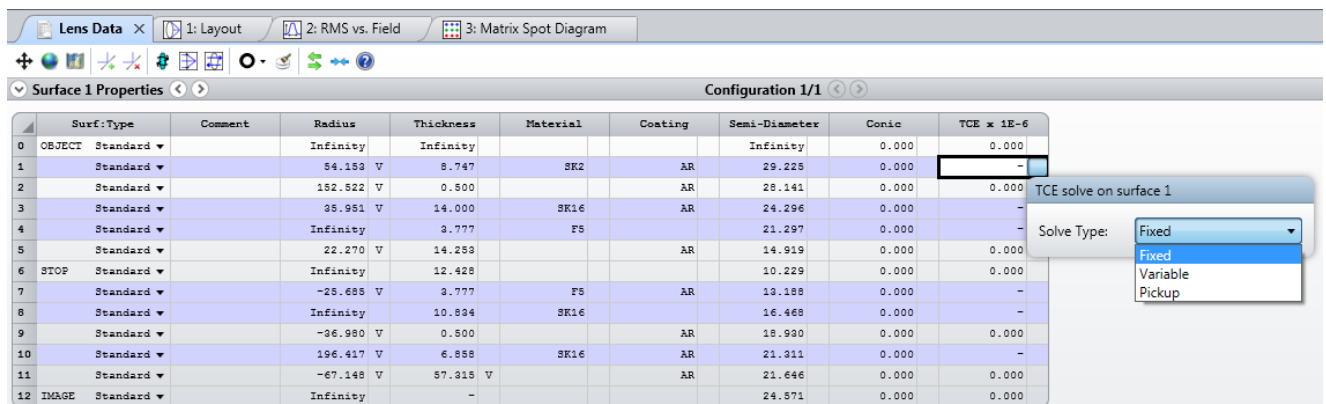 Lens Data X 1: Layout 2: RMS vs. Field 3: Matrix Spot Diagram
Surface 1 Properties Configuration 1/1
Surf:Type Comment Radius Thickness Material Coating Semi-Diameter Conic TCE x 1E-6
0 OBJECT Standard Infinity Infinity Infinity 0.000 0.000
1 Standard 54.153 V 8.747 SK2 AR 29.225 0.000 -
2 Standard 152.522 V 0.500 AR 28.141 0.000 0.000
3 Standard 35.951 V 14.000 SK16 AR 24.296 0.000 -
4 Standard Infinity 3.777 F5 21.297 0.000 -
5 Standard 22.270 V 14.253 AR 14.919 0.000 0.000
6 STOP Standard Infinity 12.428 10.229 0.000 0.000
7 Standard -25.685 V 3.777 F5 AR 13.188 0.000 -
8 Standard Infinity 10.834 SK16 16.468 0.000 -
9 Standard -36.980 V 0.500 AR 18.930 0.000 0.000
10 Standard 196.417 V 6.858 SK16 AR 21.311 0.000 -
11 Standard -67.148 V 57.315 V AR 21.646 0.000 0.000
12 IMAGE Standard Infinity - 24.571 0.000 0.000
TCE solve on surface 1
Solve Type: Fixed
Fixed
Variable
Pickup